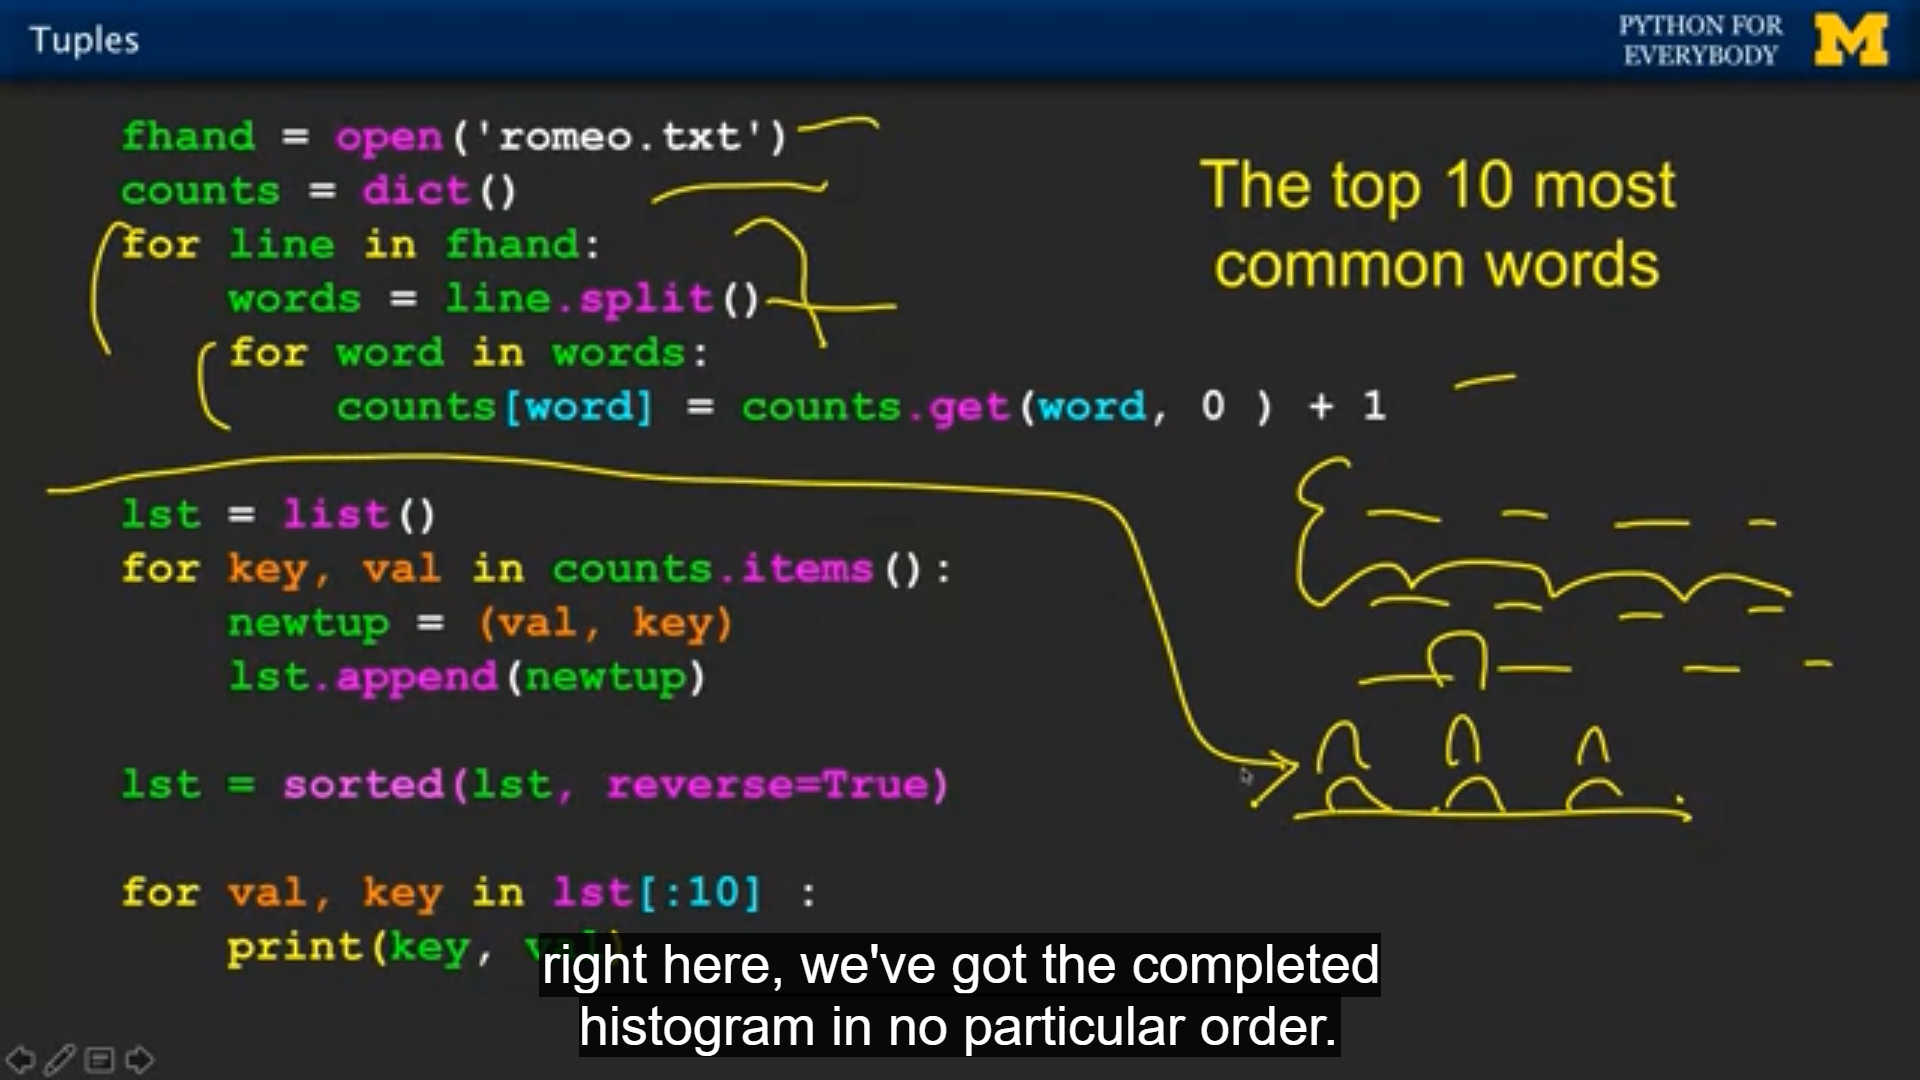 Tuples
PYTHON FOR
EVERYBODY
M
fhand = open('romeo.txt')
counts = dict()
for line in fhand:
    words = line.split()
    for word in words:
        counts[word] = counts.get(word, 0 ) + 1
The top 10 most
common words
lst = list()
for key, val in counts.items():
    newtup = (val, key)
    lst.append(newtup)
lst = sorted(lst, reverse=True)
for val, key in lst[:10] :
    print(key,
right here, we've got the completed
histogram in no particular order.